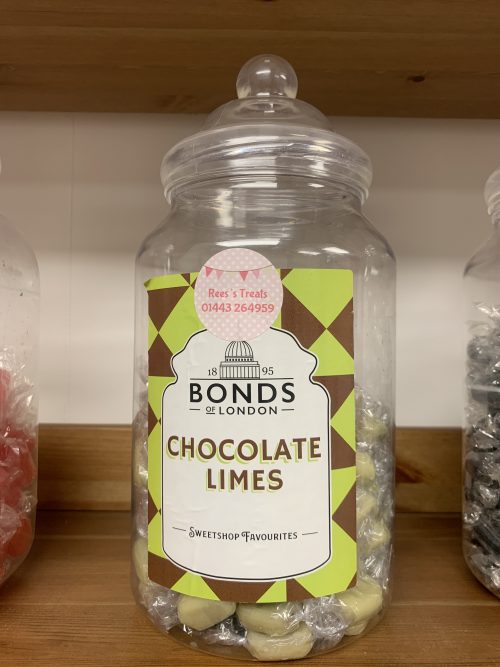 Rees's Treats
01443 264959
18 95
BONDS
OF LONDON
CHOCOLATE
LIMES
SWEETSHOP FAVOURITES